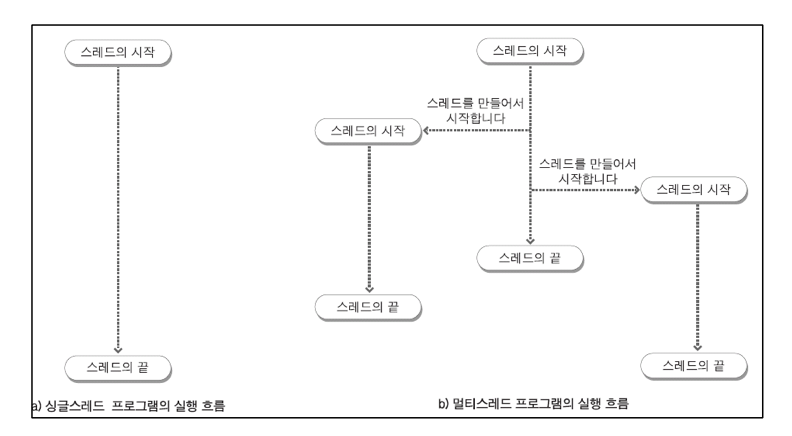 스레드의 시작
스레드의 끝
a) 싱글스레드 프로그램의 실행 흐름
스레드의 시작
스레드를 만들어서
시작합니다
스레드의 시작
스레드를 만들어서
시작합니다
스레드의 시작
스레드의 끝
스레드의 끝
스레드의 끝
b) 멀티스레드 프로그램의 실행 흐름